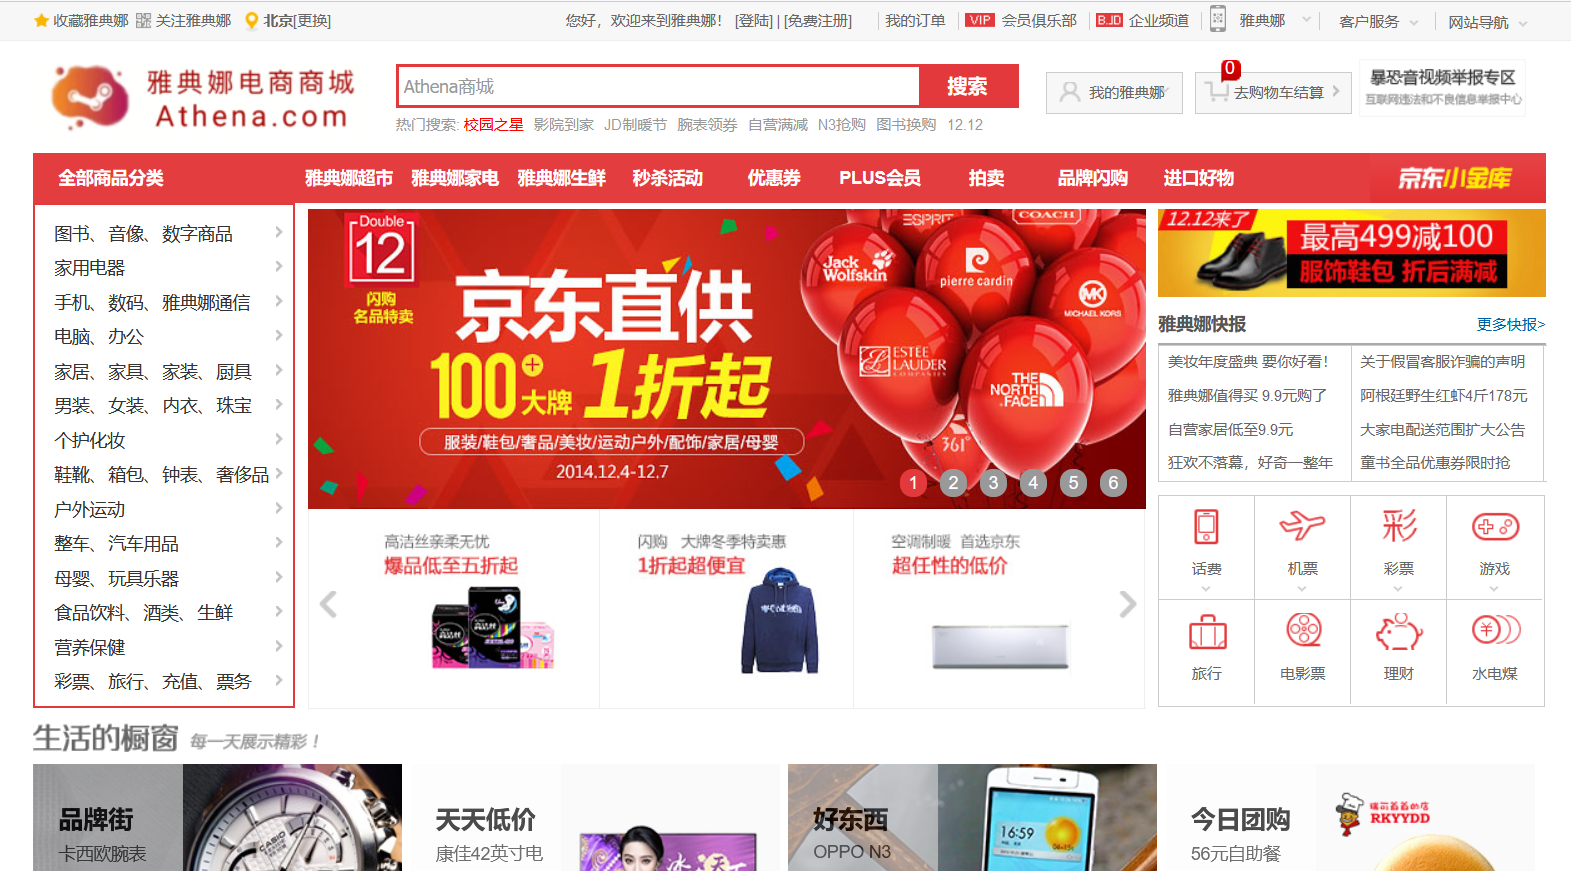 收藏雅典娜 关注雅典娜 北京[更换]
您好，欢迎来到雅典娜！ [登陆] | [免费注册] 我的订单 VIP 会员俱乐部 BJD 企业频道 雅典娜 客户服务 网站导航
雅典娜电商商城
Athena.com
Athena商城 搜索
热门搜索: 校园之星 影院到家 JD制暖节 腕表领券 自营满减 N3抢购 图书换购 12.12
我的雅典娜
0
去购物车结算
暴恐音视频举报专区
互联网违法和不良信息举报中心
全部商品分类 雅典娜超市 雅典娜家电 雅典娜生鲜 秒杀活动 优惠券 PLUS会员 拍卖 品牌闪购 进口好物 京东小金库
图书、音像、数字商品
家用电器
手机、数码、雅典娜通信
电脑、办公
家居、家具、家装、厨具
男装、女装、内衣、珠宝
个护化妆
鞋靴、箱包、钟表、奢侈品
户外运动
整车、汽车用品
母婴、玩具乐器
食品饮料、酒类、生鲜
营养保健
彩票、旅行、充值、票务
Double
12
闪购
名品特卖
京东直供
100+大牌 1折起
服装/鞋包/奢品/美妆/运动户外/配饰/家居/母婴
2014.12.4-12.7
ESPRIT
COACH
Jack Wolfskin
pierre cardin
MK
MICHAEL KORS
ESTĒE LAUDER
COMPANIES
THE NORTH FACE
361°
1 2 3 4 5 6
高洁丝亲柔无忧
爆品低至五折起
闪购 大牌冬季特卖惠
1折起超便宜
空调制暖 首选京东
超任性的低价
12.12来了
最高499减100
服饰鞋包 折后满减
雅典娜快报 更多快报>
美妆年度盛典 要你好看！ 关于假冒客服诈骗的声明
雅典娜值得买 9.9元购了 阿根廷野生红虾4斤178元
自营家居低至9.9元 大家电配送范围扩大公告
狂欢不落幕，好奇一整年 童书全品优惠券限时抢
彩
话费 机票 彩票 游戏
旅行 电影票 理财 水电煤
生活的橱窗 每一天展示精彩！
品牌街
卡西欧腕表
CASIO
天天低价
康佳42英寸电
好东西
OPPO N3
16:59
今日团购
56元自助餐
RKYYDD